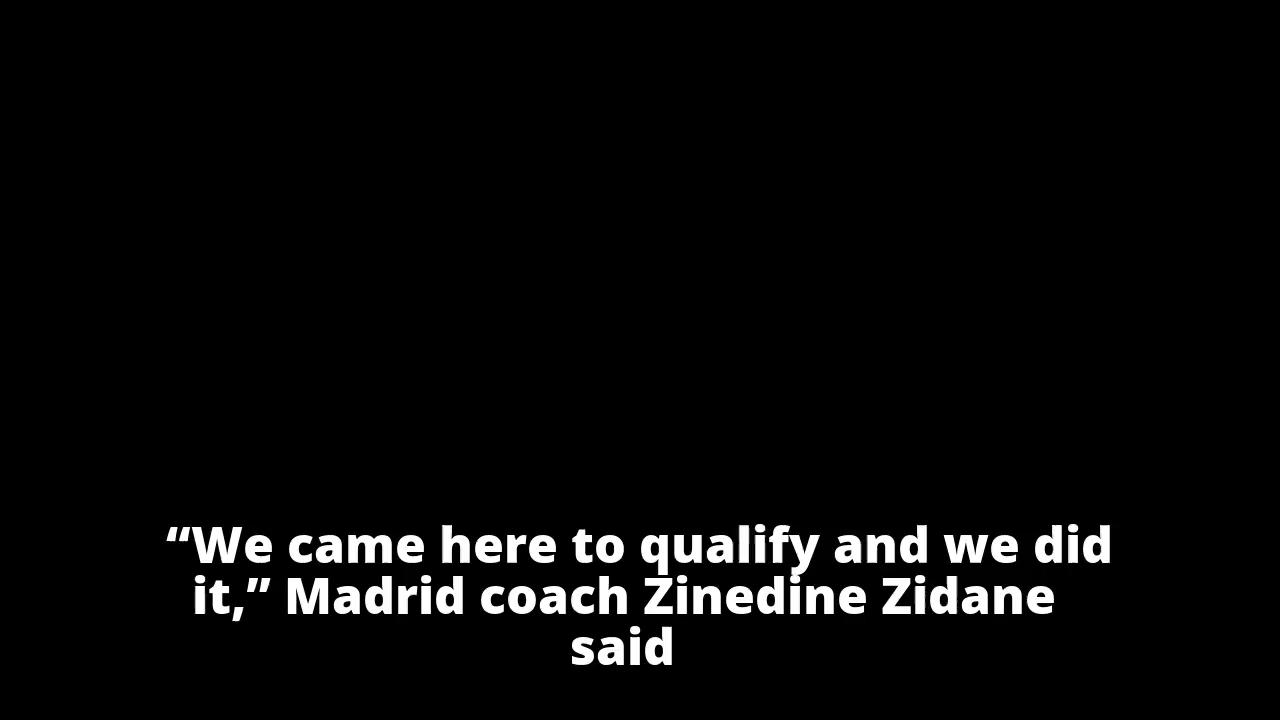 “We came here to qualify and we did
it,” Madrid coach Zinedine Zidane
said